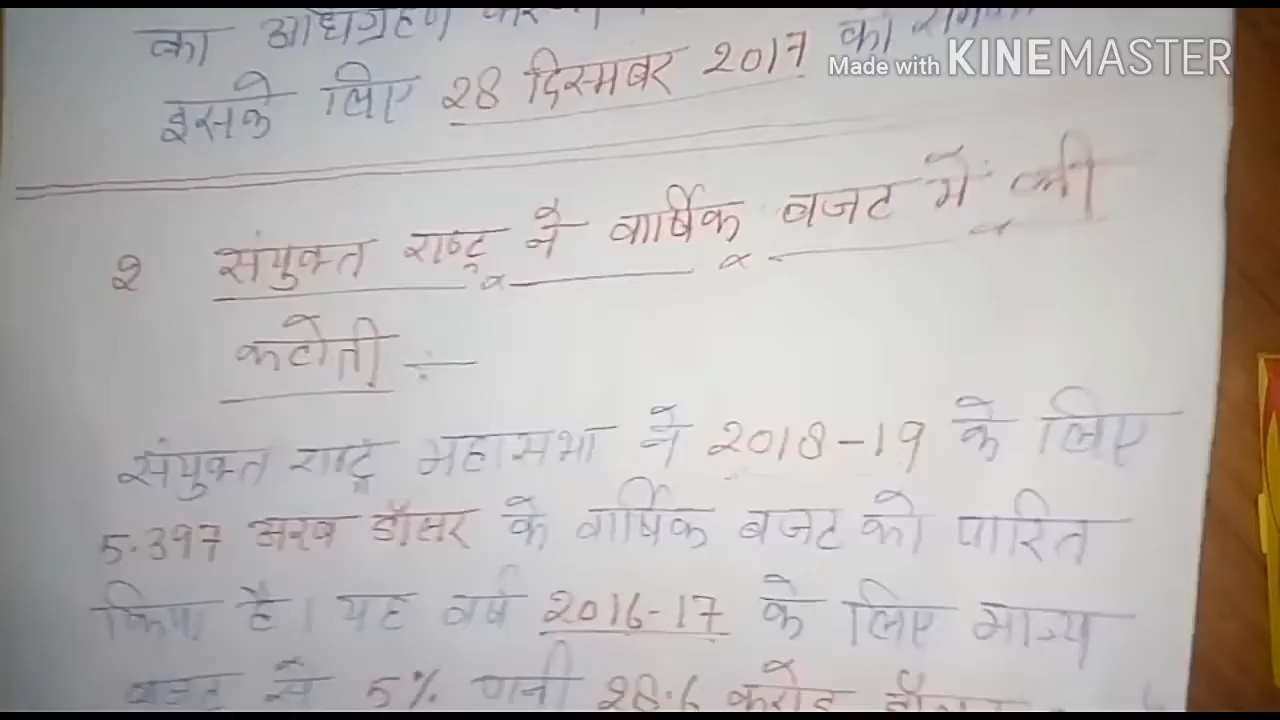 का अधिग्रहण
इसके लिए 28 दिसम्बर 2017 को
Made with KINEMASTER
2 संयुक्त राष्ट्र ने वार्षिक बजट में की
कटोती :-
संयुक्त राष्ट्र महासभा ने 2018-19 के लिए
5.397 अरब डॉलर के वार्षिक बजट को पारित
किया है। यह वर्ष 2016-17 के लिए मान्य
बजट से 5% यानी 28.6 करोड़ डॉलर